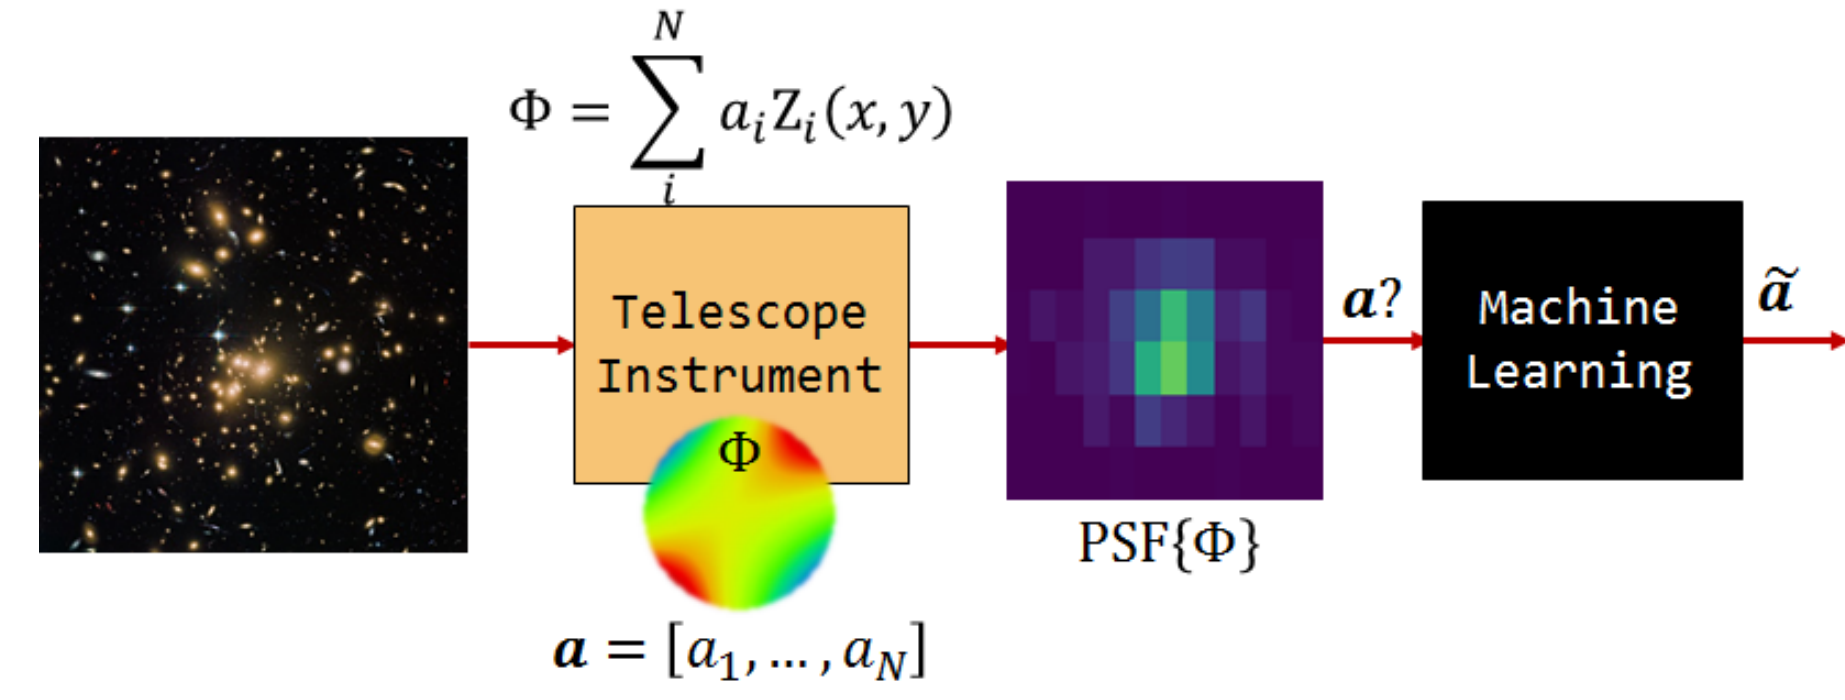 Φ = ∑ᵢᴺ aᵢZᵢ(x, y)
Telescope
Instrument
Φ
a = [a₁, … , a_N]
PSF{Φ}
a?
Machine
Learning
ã